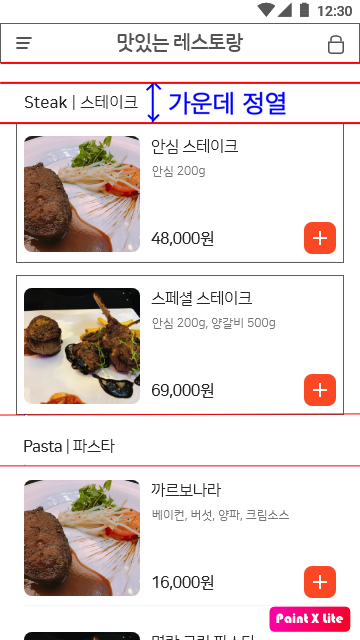 12:30
맛있는 레스토랑
Steak | 스테이크
가운데 정열
안심 스테이크
안심 200g
48,000원
스페셜 스테이크
안심 200g, 양갈비 500g
69,000원
Pasta | 파스타
까르보나라
베이컨, 버섯, 양파, 크림소스
16,000원
Paint X Lite